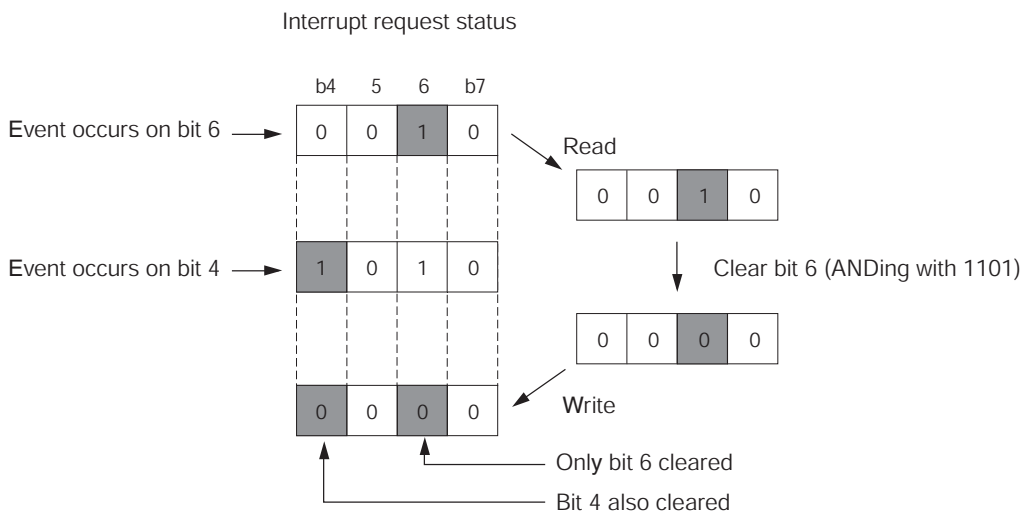 Interrupt request status
b4 5 6 b7
Event occurs on bit 6
0 0 1 0
Read
0 0 1 0
Event occurs on bit 4
1 0 1 0
Clear bit 6 (ANDing with 1101)
0 0 0 0
0 0 0 0
Write
Only bit 6 cleared
Bit 4 also cleared